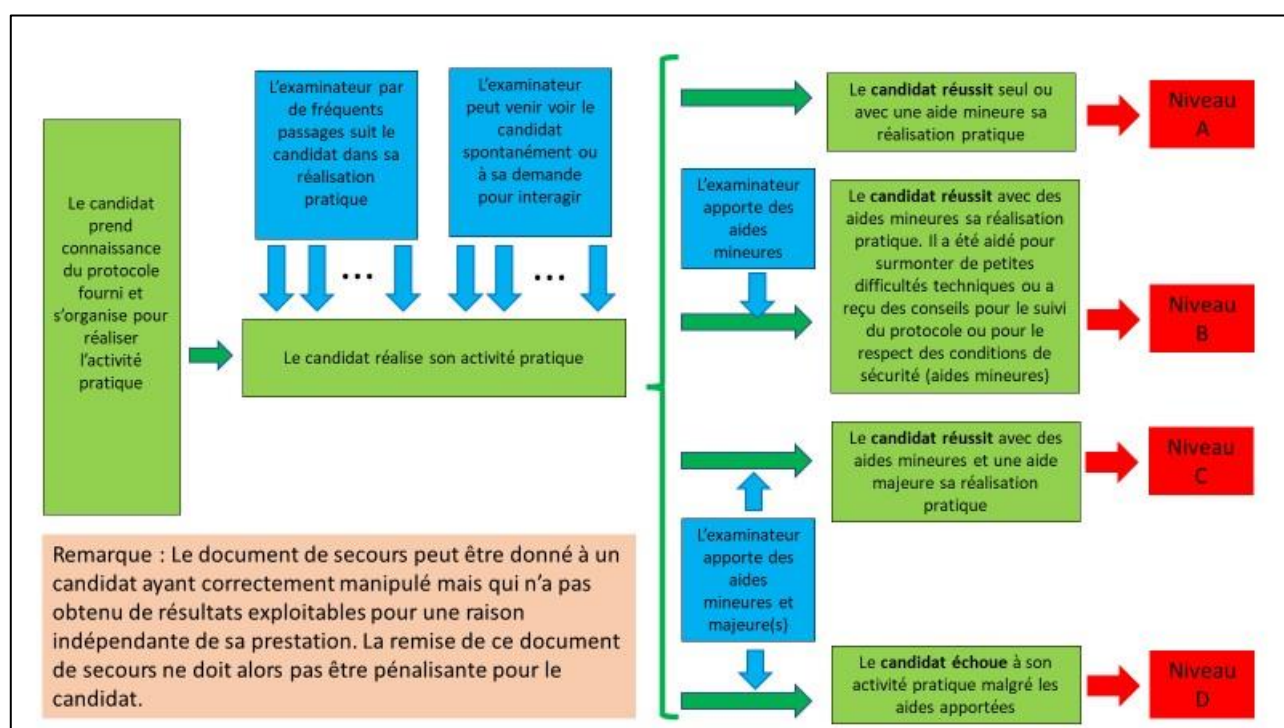 Le candidat
prend
connaissance
du protocole
fourni et
s'organise pour
réaliser
l'activité
pratique
L'examinateur par
de fréquents
passages suit le
candidat dans sa
réalisation
pratique
L'examinateur
peut venir voir le
candidat
spontanément ou
à sa demande
pour interagir
...
...
Le candidat réalise son activité pratique
Le candidat réussit seul ou
avec une aide mineure sa
réalisation pratique
Niveau
A
L'examinateur
apporte des
aides
mineures
Le candidat réussit avec des
aides mineures sa réalisation
pratique. Il a été aidé pour
surmonter de petites
difficultés techniques ou a
reçu des conseils pour le suivi
du protocole ou pour le
respect des conditions de
sécurité (aides mineures)
Niveau
B
Le candidat réussit avec des
aides mineures et une aide
majeure sa réalisation
pratique
Niveau
C
L'examinateur
apporte des
aides
mineures et
majeure(s)
Le candidat échoue à son
activité pratique malgré les
aides apportées
Niveau
D
Remarque : Le document de secours peut être donné à un
candidat ayant correctement manipulé mais qui n'a pas
obtenu de résultats exploitables pour une raison
indépendante de sa prestation. La remise de ce document
de secours ne doit alors pas être pénalisante pour le
candidat.